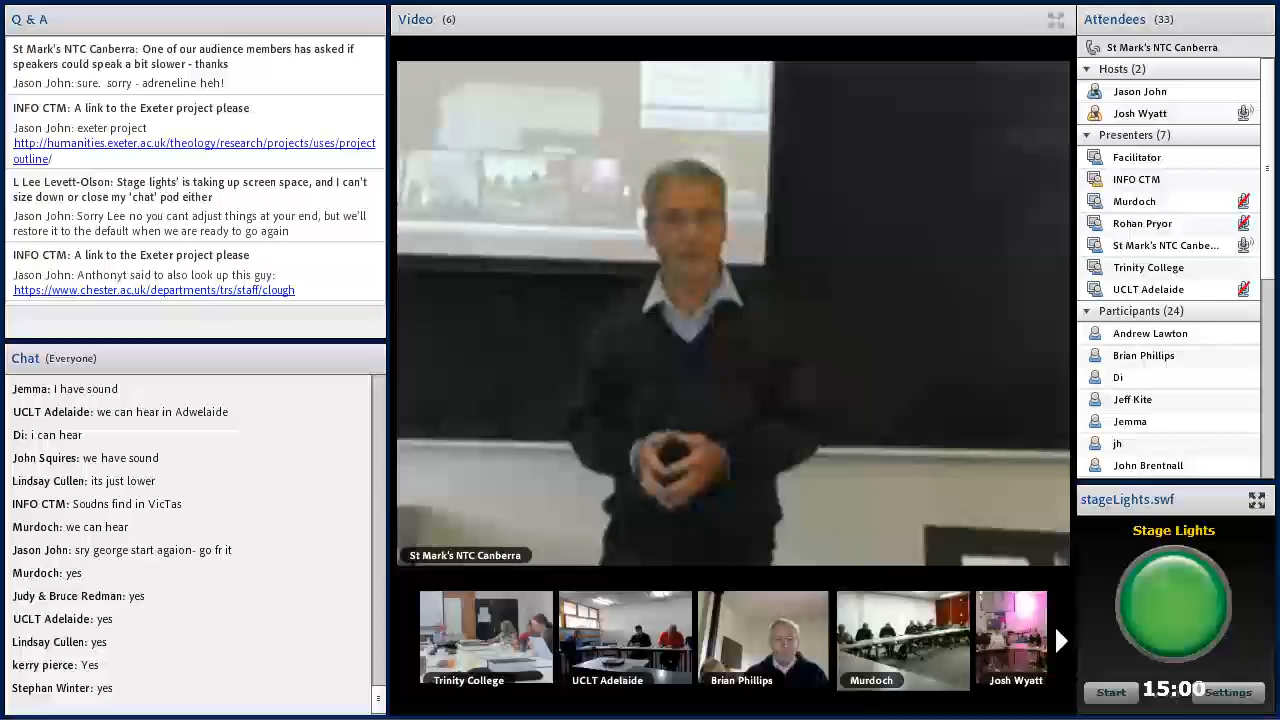 Q & A
St Mark's NTC Canberra: One of our audience members has asked if
speakers could speak a bit slower - thanks
Jason John: sure.  sorry - adreneline heh!
INFO CTM: A link to the Exeter project please
Jason John: exeter project
http://humanities.exeter.ac.uk/theology/research/projects/uses/project
outline/
L Lee Levett-Olson: Stage lights' is taking up screen space, and I can't
size down or close my 'chat' pod either
Jason John: Sorry Lee no you cant adjust things at your end, but we'll
restore it to the default when we are ready to go again
INFO CTM: A link to the Exeter project please
Jason John: Anthonyt said to also look up this guy:
https://www.chester.ac.uk/departments/trs/staff/clough
Chat (Everyone)
Jemma: I have sound
UCLT Adelaide: we can hear in Adwelaide
Di: i can hear
John Squires: we have sound
Lindsay Cullen: its just lower
INFO CTM: Soudns find in VicTas
Murdoch: we can hear
Jason John: sry george start agaion- go fr it
Murdoch: yes
Judy & Bruce Redman: yes
UCLT Adelaide: yes
Lindsay Cullen: yes
kerry pierce: Yes
Stephan Winter: yes
Video (6)
St Mark's NTC Canberra
Trinity College
UCLT Adelaide
Brian Phillips
Murdoch
Josh Wyatt
Attendees (33)
St Mark's NTC Canberra
Hosts (2)
Jason John
Josh Wyatt
Presenters (7)
Facilitator
INFO CTM
Murdoch
Rohan Pryor
St Mark's NTC Canbe...
Trinity College
UCLT Adelaide
Participants (24)
Andrew Lawton
Brian Phillips
Di
Jeff Kite
Jemma
jh
John Brentnall
stageLights.swf
Stage Lights
Start 15:00 Settings